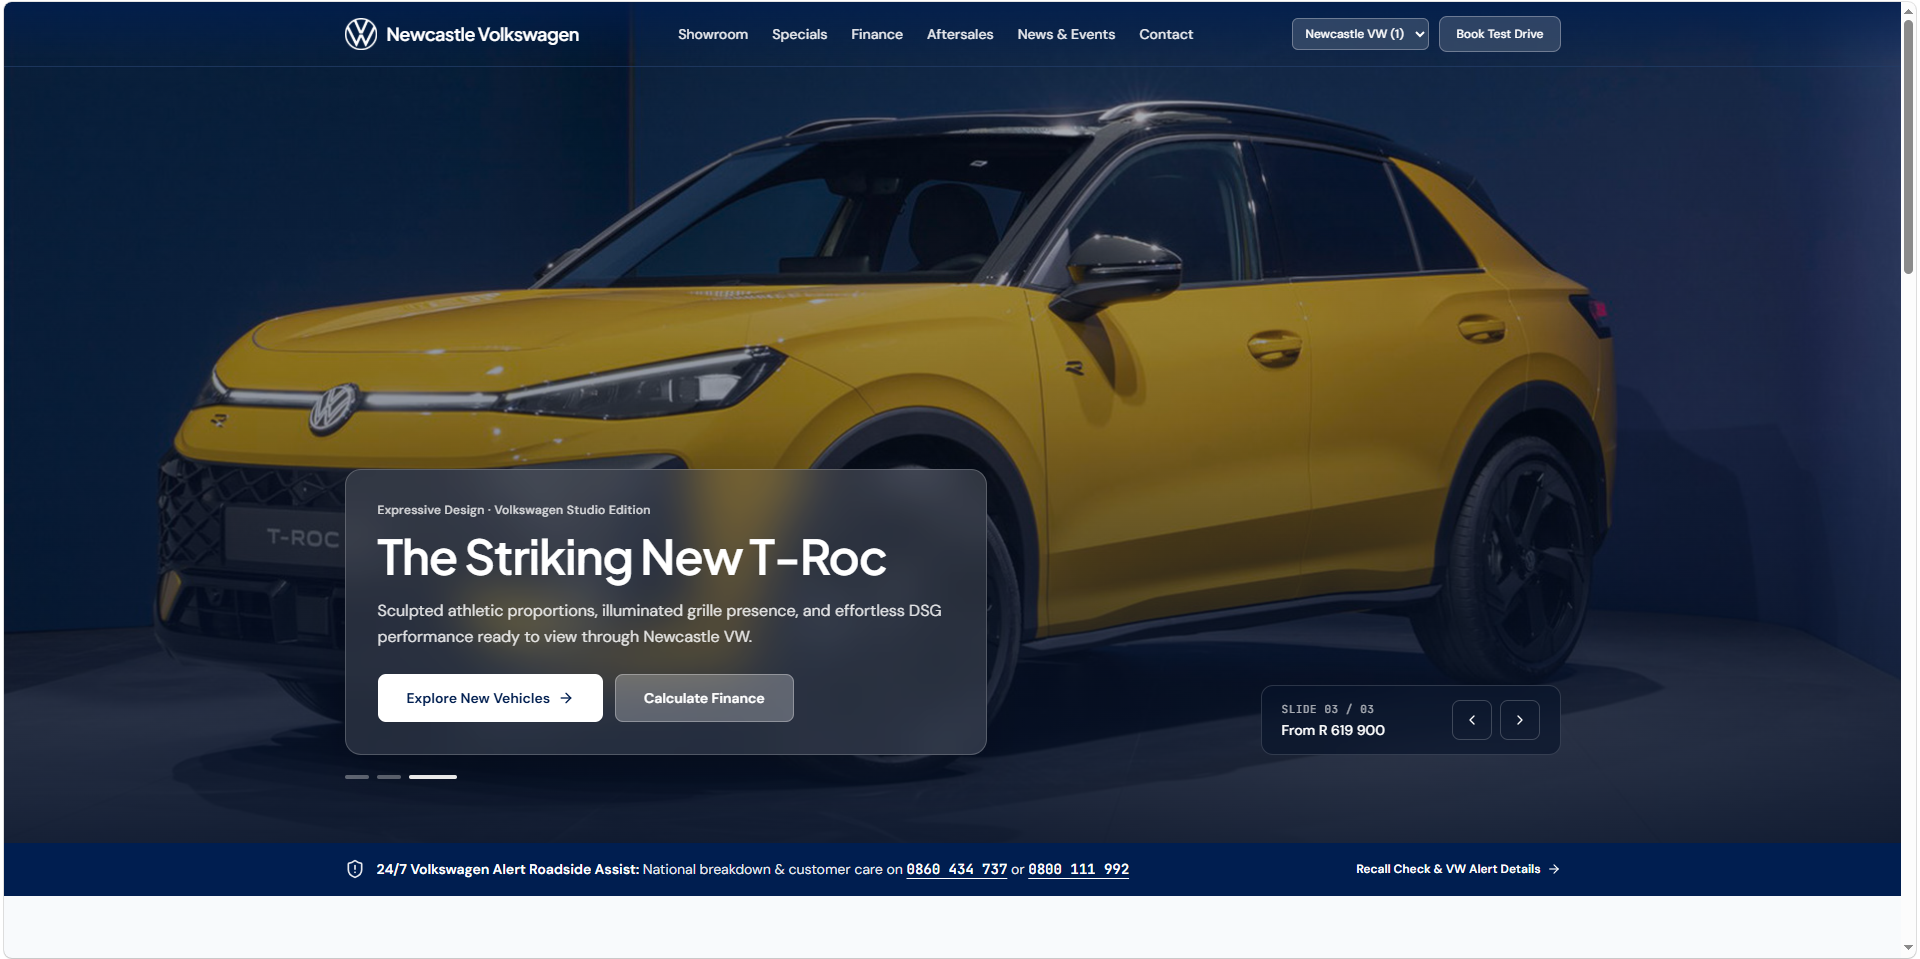 Newcastle Volkswagen
Showroom
Specials
Finance
Aftersales
News & Events
Contact
Newcastle VW (1)
Book Test Drive
T-ROC
Expressive Design · Volkswagen Studio Edition
The Striking New T-Roc
Sculpted athletic proportions, illuminated grille presence, and effortless DSG
performance ready to view through Newcastle VW.
Explore New Vehicles →
Calculate Finance
SLIDE 03 / 03
From R 619 900
24/7 Volkswagen Alert Roadside Assist: National breakdown & customer care on 0860 434 737 or 0800 111 992
Recall Check & VW Alert Details →